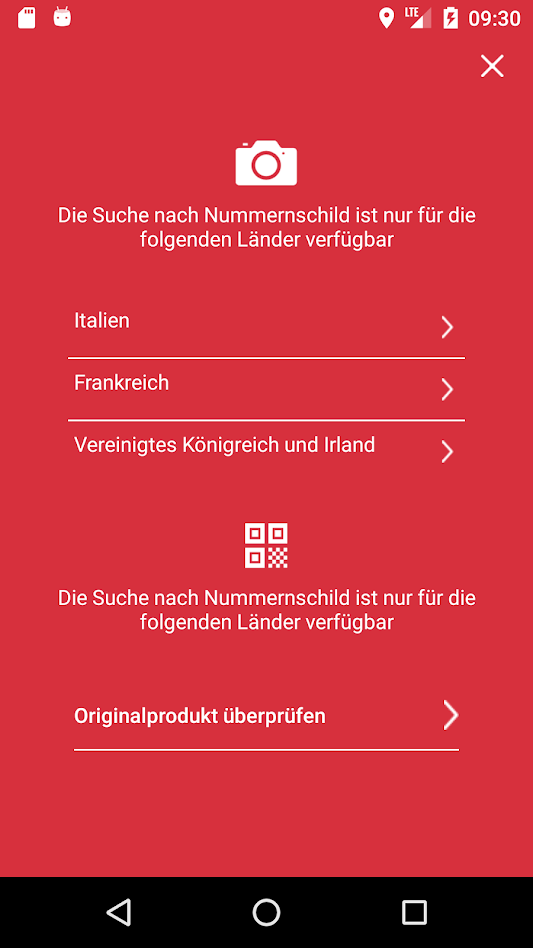 LTE 09:30
Die Suche nach Nummernschild ist nur für die
folgenden Länder verfügbar
Italien
Frankreich
Vereinigtes Königreich und Irland
Die Suche nach Nummernschild ist nur für die
folgenden Länder verfügbar
Originalprodukt überprüfen